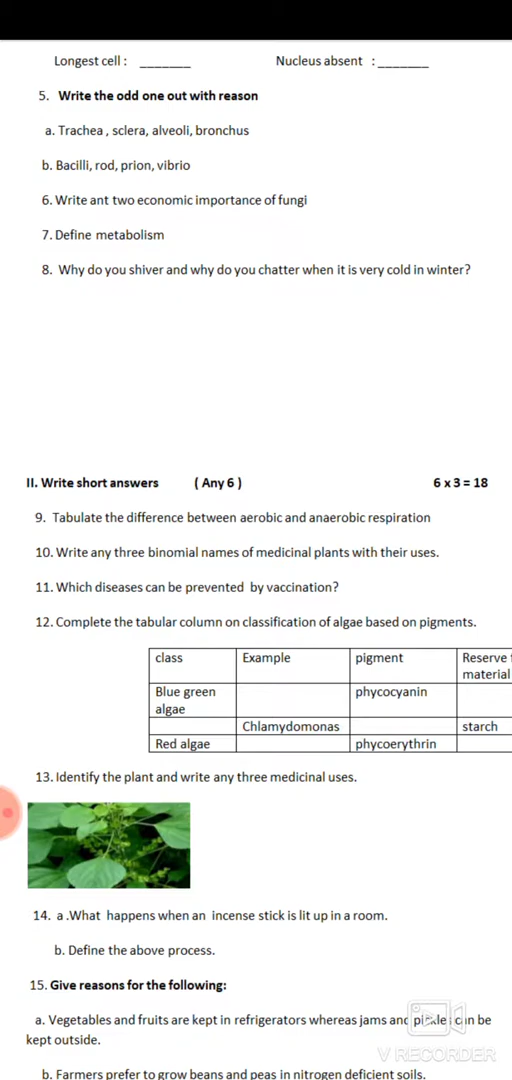 Longest cell : _______ Nucleus absent : _______
5. Write the odd one out with reason
a. Trachea , sclera, alveoli, bronchus
b. Bacilli, rod, prion, vibrio
6. Write ant two economic importance of fungi
7. Define metabolism
8. Why do you shiver and why do you chatter when it is very cold in winter?
II. Write short answers ( Any 6 ) 6 x 3 = 18
9. Tabulate the difference between aerobic and anaerobic respiration
10. Write any three binomial names of medicinal plants with their uses.
11. Which diseases can be prevented by vaccination?
12. Complete the tabular column on classification of algae based on pigments.
class Example pigment Reserve
material
Blue green phycocyanin
algae
Chlamydomonas starch
Red algae phycoerythrin
13. Identify the plant and write any three medicinal uses.
14. a .What happens when an incense stick is lit up in a room.
b. Define the above process.
15. Give reasons for the following:
a. Vegetables and fruits are kept in refrigerators whereas jams and pickles can be
kept outside.
b. Farmers prefer to grow beans and peas in nitrogen deficient soils.
V RECORDER